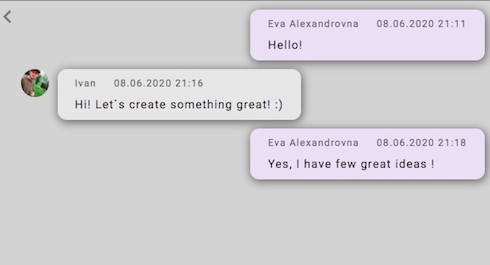 Eva Alexandrovna 08.06.2020 21:11
Hello!
Ivan 08.06.2020 21:16
Hi! Let`s create something great! :)
Eva Alexandrovna 08.06.2020 21:18
Yes, I have few great ideas !